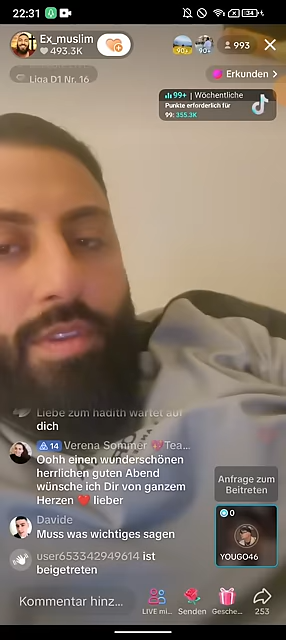 22:31
Ex_muslim
493.3K
90+
90+
993
Liga D1 Nr. 16
Erkunden >
99+ | Wöchentliche
Punkte erforderlich für
99: 355.3K
Liebe zum hadith wartet auf
dich
14 Verena Sommer Tea...
Oohh einen wunderschönen
herrlichen guten Abend
wünsche ich Dir von ganzem
Herzen ❤️ lieber
Anfrage zum
Beitreten
Davide
Muss was wichtiges sagen
0
YOUGO46
user653342949614 ist
beigetreten
Kommentar hinz...
LIVE mi...
Senden
Gesche...
253